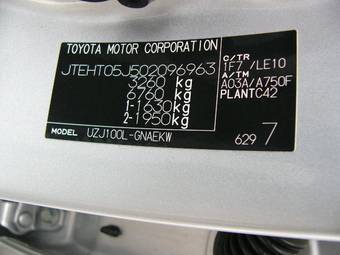 TOYOTA MOTOR CORPORATION
JTEHT05J502096963
3260 kg
6760 kg
1-1630 kg
2-1950 kg
C/TR
1F7 /LE10
A/TM
A03A/A750F
PLANTC42
MODEL UZJ100L-GNAEKW
629 7